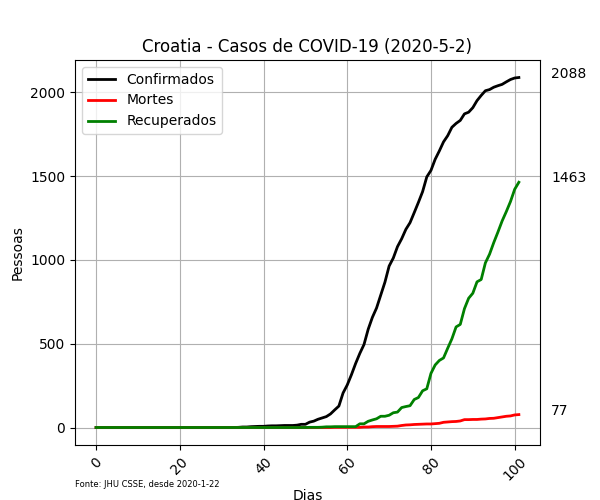 Croatia - Casos de COVID-19 (2020-5-2)
Confirmados
Mortes
Recuperados
2088
1463
77
Pessoas
2000
1500
1000
500
0
0
20
40
60
80
100
Fonte: JHU CSSE, desde 2020-1-22
Dias